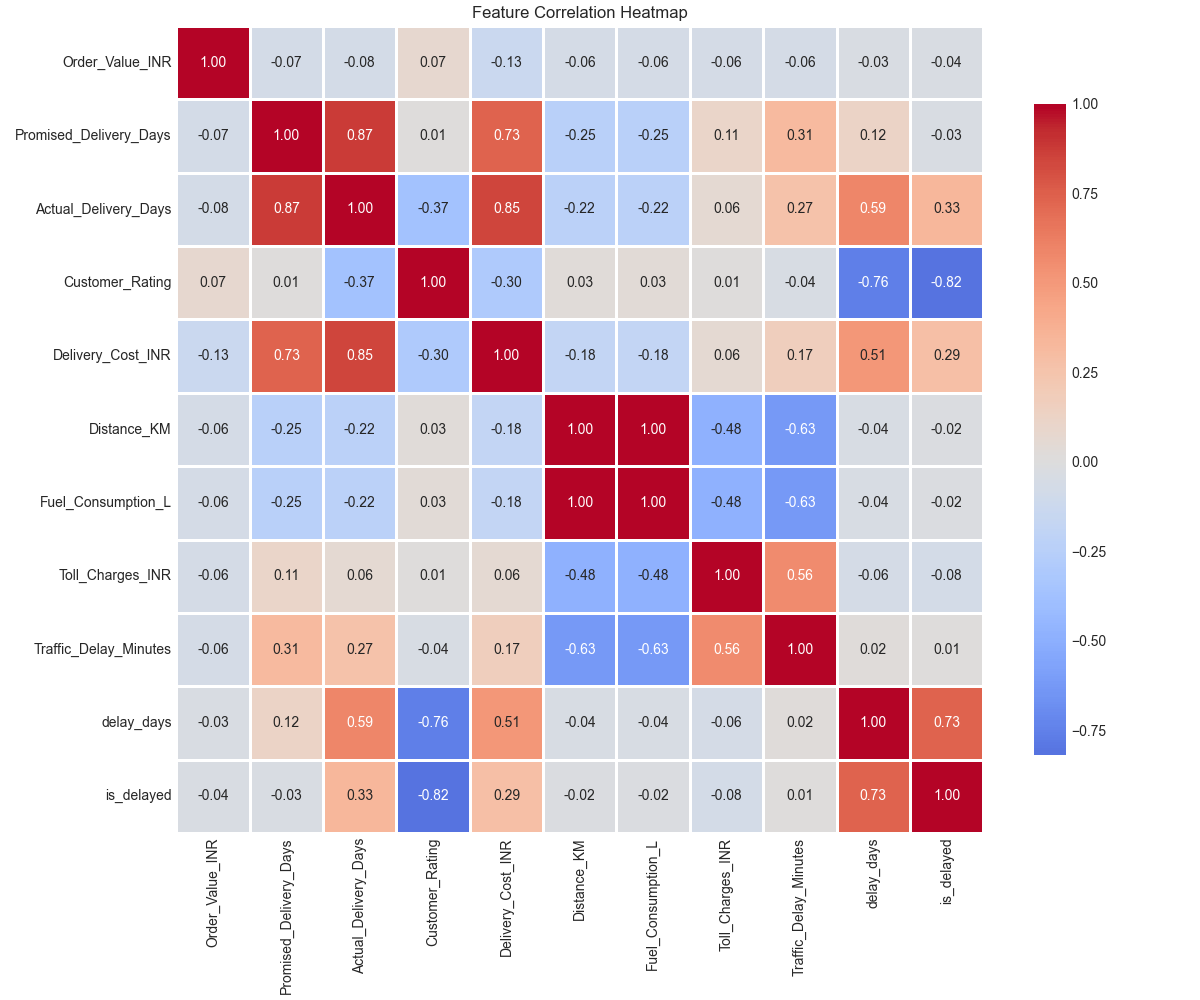 Feature Correlation Heatmap
Order_Value_INR 1.00 -0.07 -0.08 0.07 -0.13 -0.06 -0.06 -0.06 -0.06 -0.03 -0.04
Promised_Delivery_Days -0.07 1.00 0.87 0.01 0.73 -0.25 -0.25 0.11 0.31 0.12 -0.03
Actual_Delivery_Days -0.08 0.87 1.00 -0.37 0.85 -0.22 -0.22 0.06 0.27 0.59 0.33
Customer_Rating 0.07 0.01 -0.37 1.00 -0.30 0.03 0.03 0.01 -0.04 -0.76 -0.82
Delivery_Cost_INR -0.13 0.73 0.85 -0.30 1.00 -0.18 -0.18 0.06 0.17 0.51 0.29
Distance_KM -0.06 -0.25 -0.22 0.03 -0.18 1.00 1.00 -0.48 -0.63 -0.04 -0.02
Fuel_Consumption_L -0.06 -0.25 -0.22 0.03 -0.18 1.00 1.00 -0.48 -0.63 -0.04 -0.02
Toll_Charges_INR -0.06 0.11 0.06 0.01 0.06 -0.48 -0.48 1.00 0.56 -0.06 -0.08
Traffic_Delay_Minutes -0.06 0.31 0.27 -0.04 0.17 -0.63 -0.63 0.56 1.00 0.02 0.01
delay_days -0.03 0.12 0.59 -0.76 0.51 -0.04 -0.04 -0.06 0.02 1.00 0.73
is_delayed -0.04 -0.03 0.33 -0.82 0.29 -0.02 -0.02 -0.08 0.01 0.73 1.00
Order_Value_INR
Promised_Delivery_Days
Actual_Delivery_Days
Customer_Rating
Delivery_Cost_INR
Distance_KM
Fuel_Consumption_L
Toll_Charges_INR
Traffic_Delay_Minutes
delay_days
is_delayed
1.00
0.75
0.50
0.25
0.00
−0.25
−0.50
−0.75